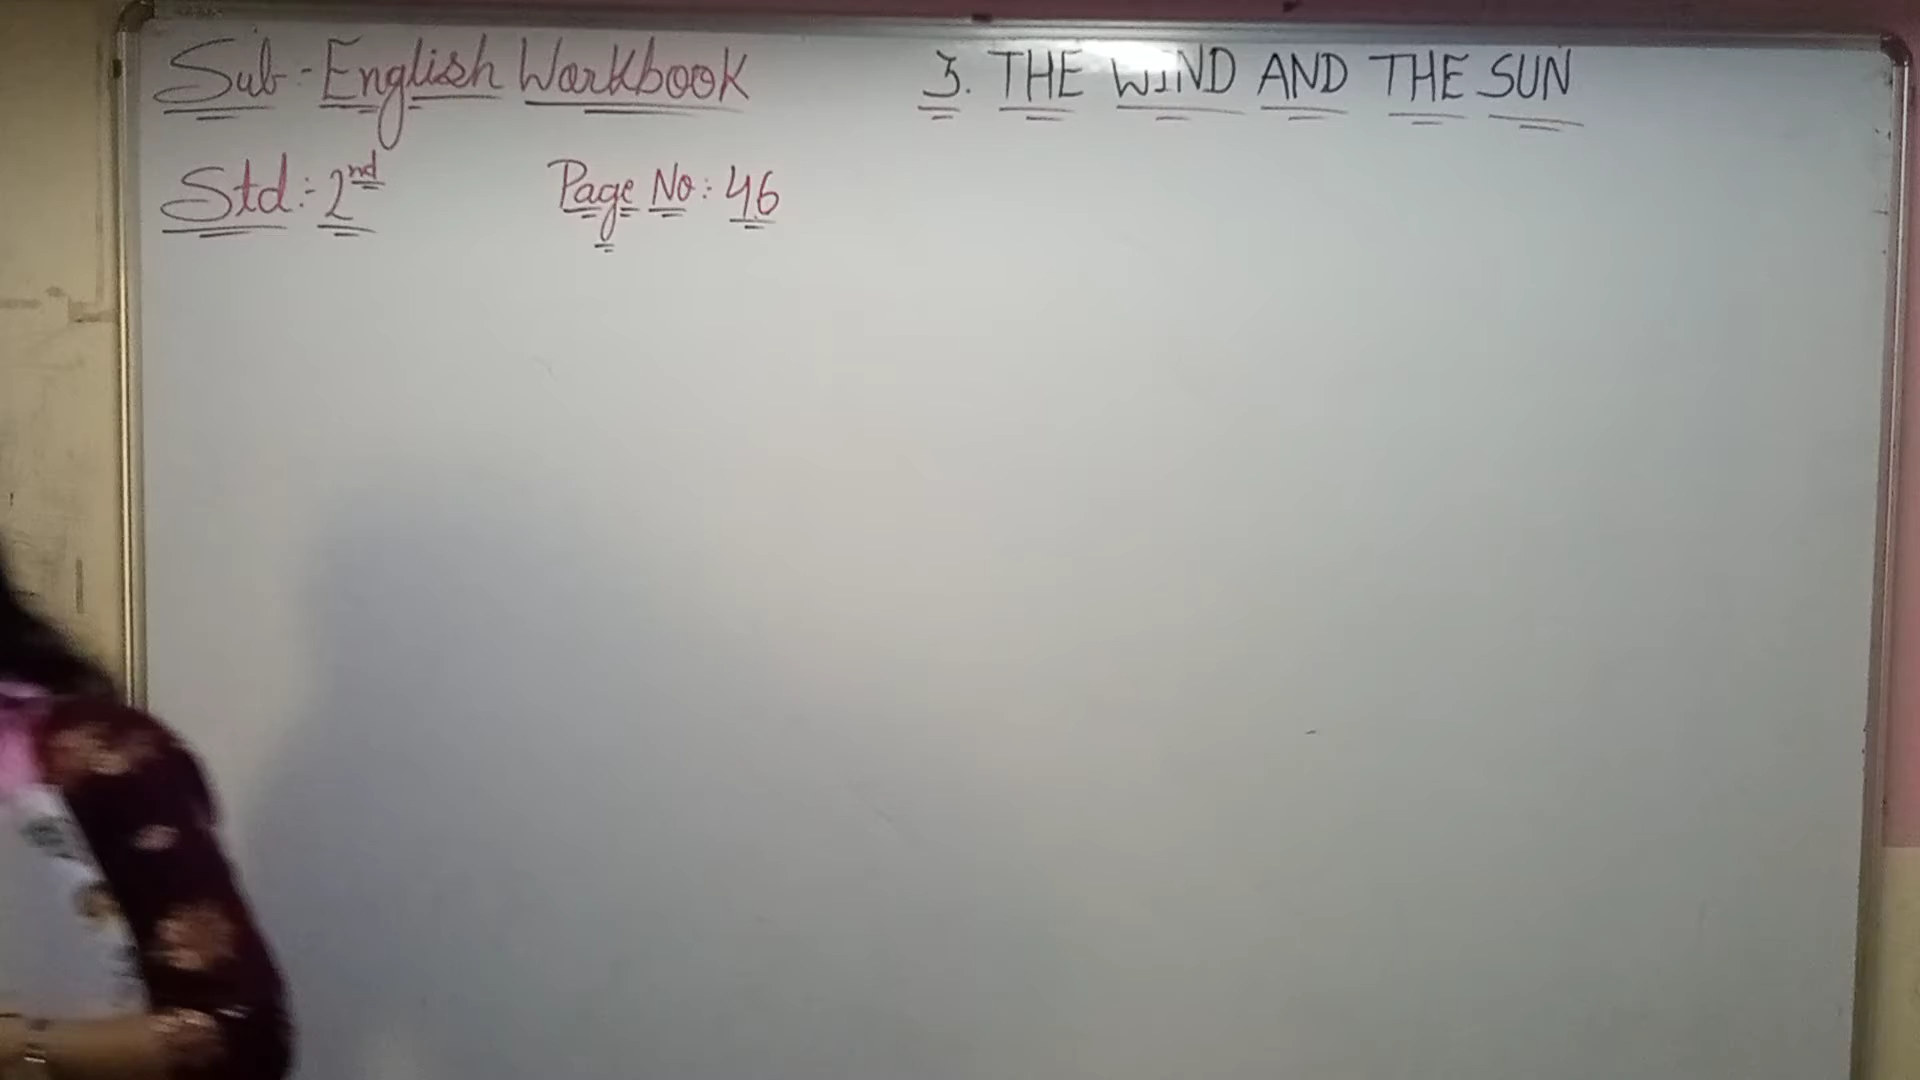 Sub - English Workbook
3. THE WIND AND THE SUN
Std :- 2nd
Page No : 46